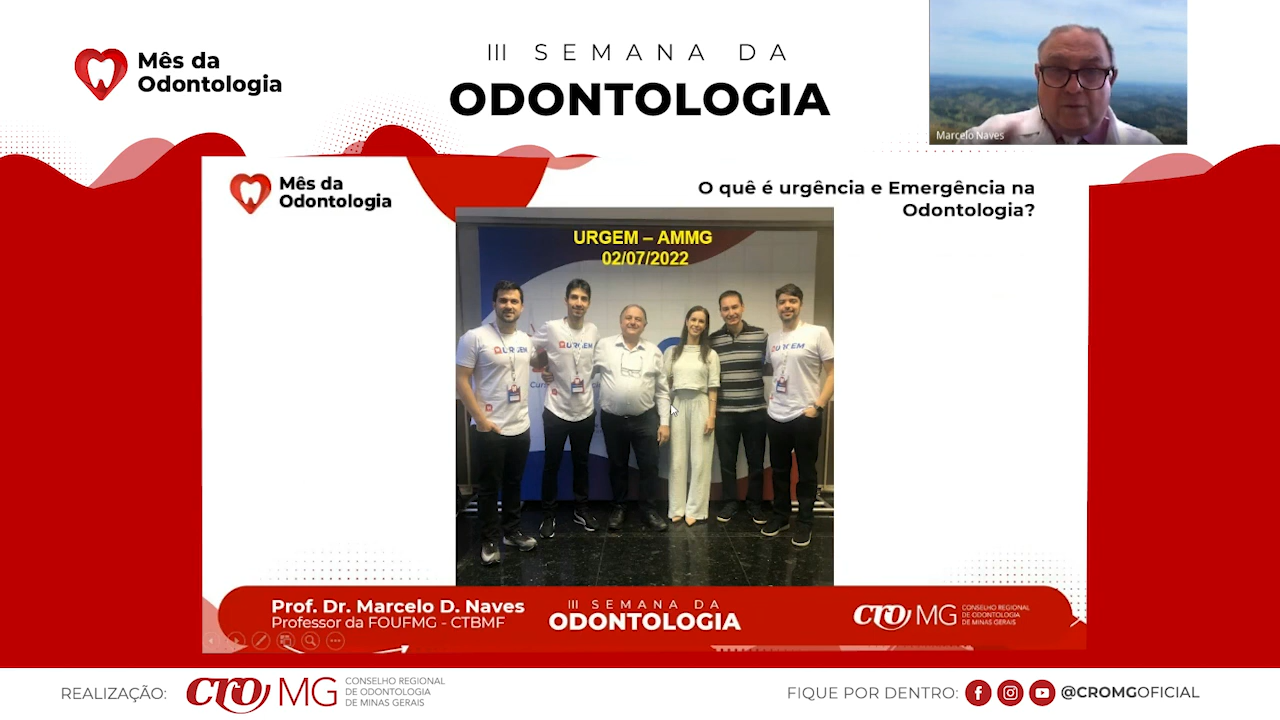 Mês da
Odontologia
III SEMANA DA
ODONTOLOGIA
Marcelo Naves
Mês da
Odontologia
O quê é urgência e Emergência na
Odontologia?
URGEM – AMMG
02/07/2022
URGEM
Prof. Dr. Marcelo D. Naves
Professor da FOUFMG - CTBMF
III SEMANA DA
ODONTOLOGIA
CRO MG
CONSELHO REGIONAL
DE ODONTOLOGIA
DE MINAS GERAIS
REALIZAÇÃO:
CRO MG
CONSELHO REGIONAL
DE ODONTOLOGIA
DE MINAS GERAIS
FIQUE POR DENTRO:
@CROMGOFICIAL